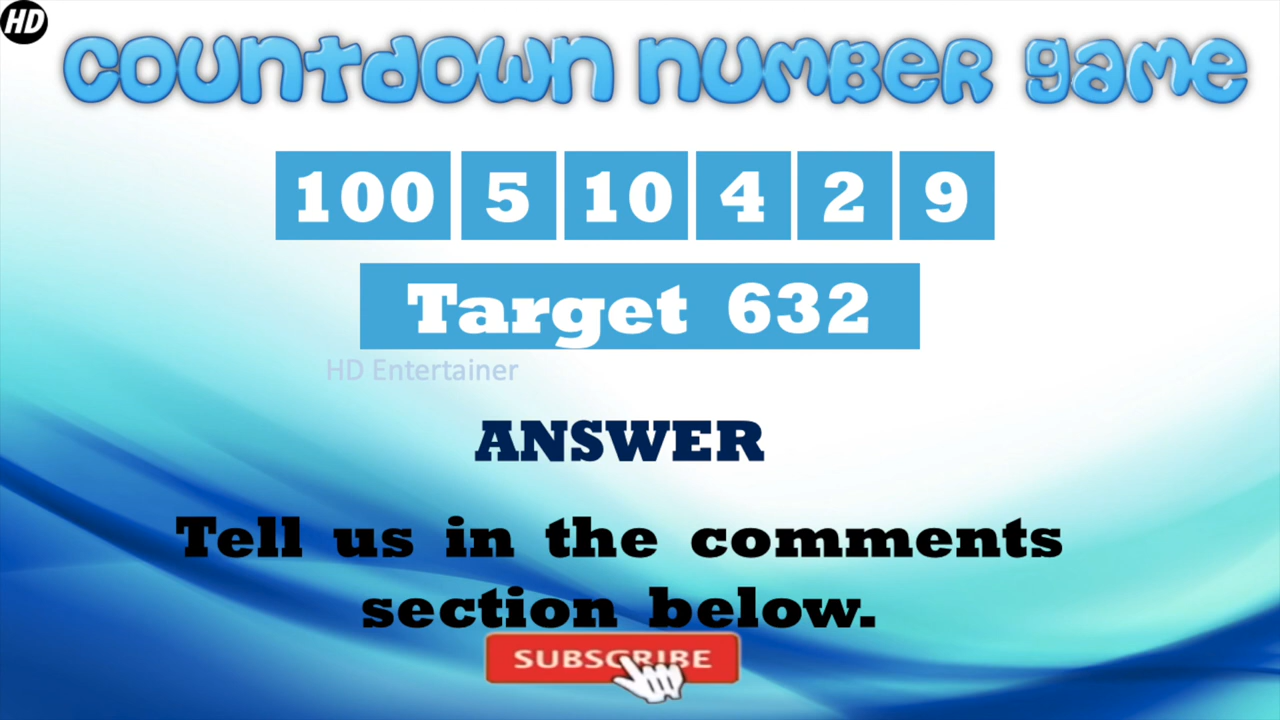 HD
COUNTDOWN NUMBER GAME
100 5 10 4 2 9
Target 632
HD Entertainer
ANSWER
Tell us in the comments
section below.
SUBSCRIBE